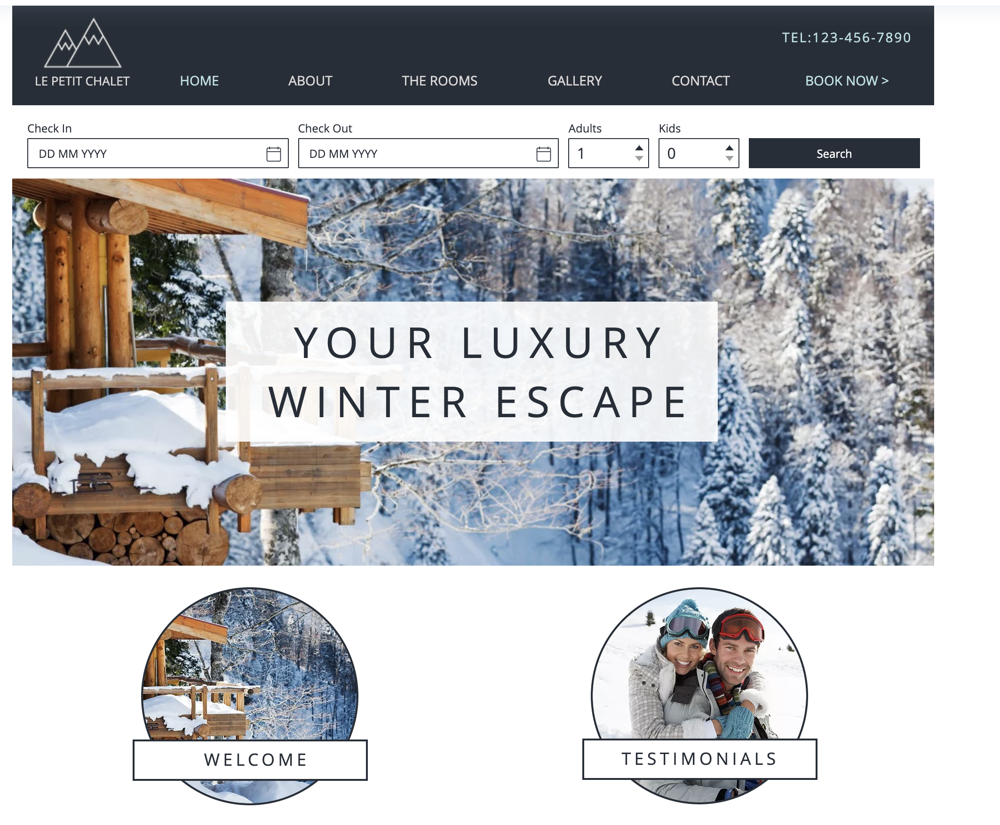 TEL:123-456-7890
LE PETIT CHALET
HOME
ABOUT
THE ROOMS
GALLERY
CONTACT
BOOK NOW >
Check In
Check Out
Adults
Kids
DD MM YYYY
DD MM YYYY
1
0
Search
YOUR LUXURY
WINTER ESCAPE
WELCOME
TESTIMONIALS